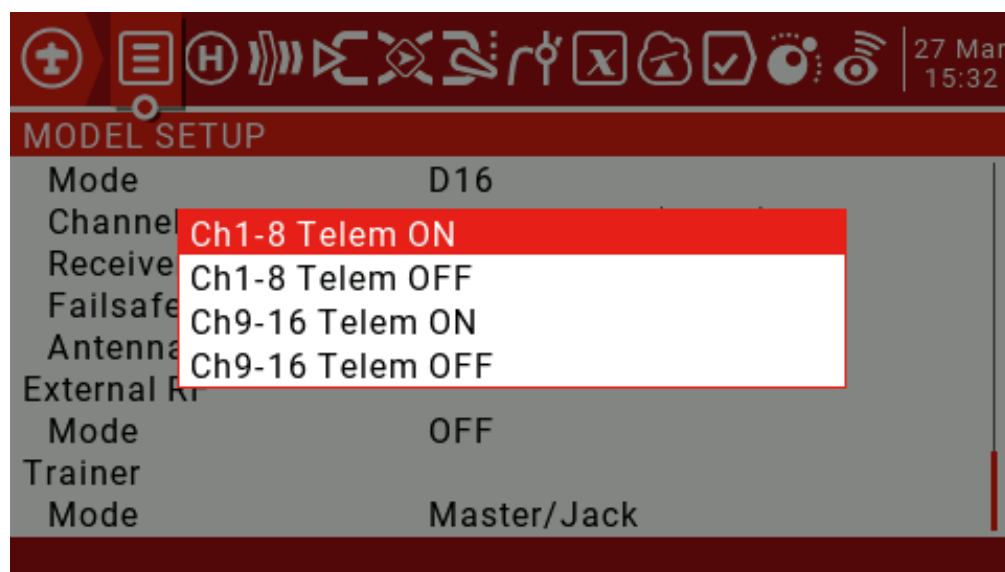 27 Mar
15:32
MODEL SETUP
Mode D16
Channel
Receive
Failsafe
Antenna
Ch1-8 Telem ON
Ch1-8 Telem OFF
Ch9-16 Telem ON
Ch9-16 Telem OFF
External RF
Mode OFF
Trainer
Mode Master/Jack